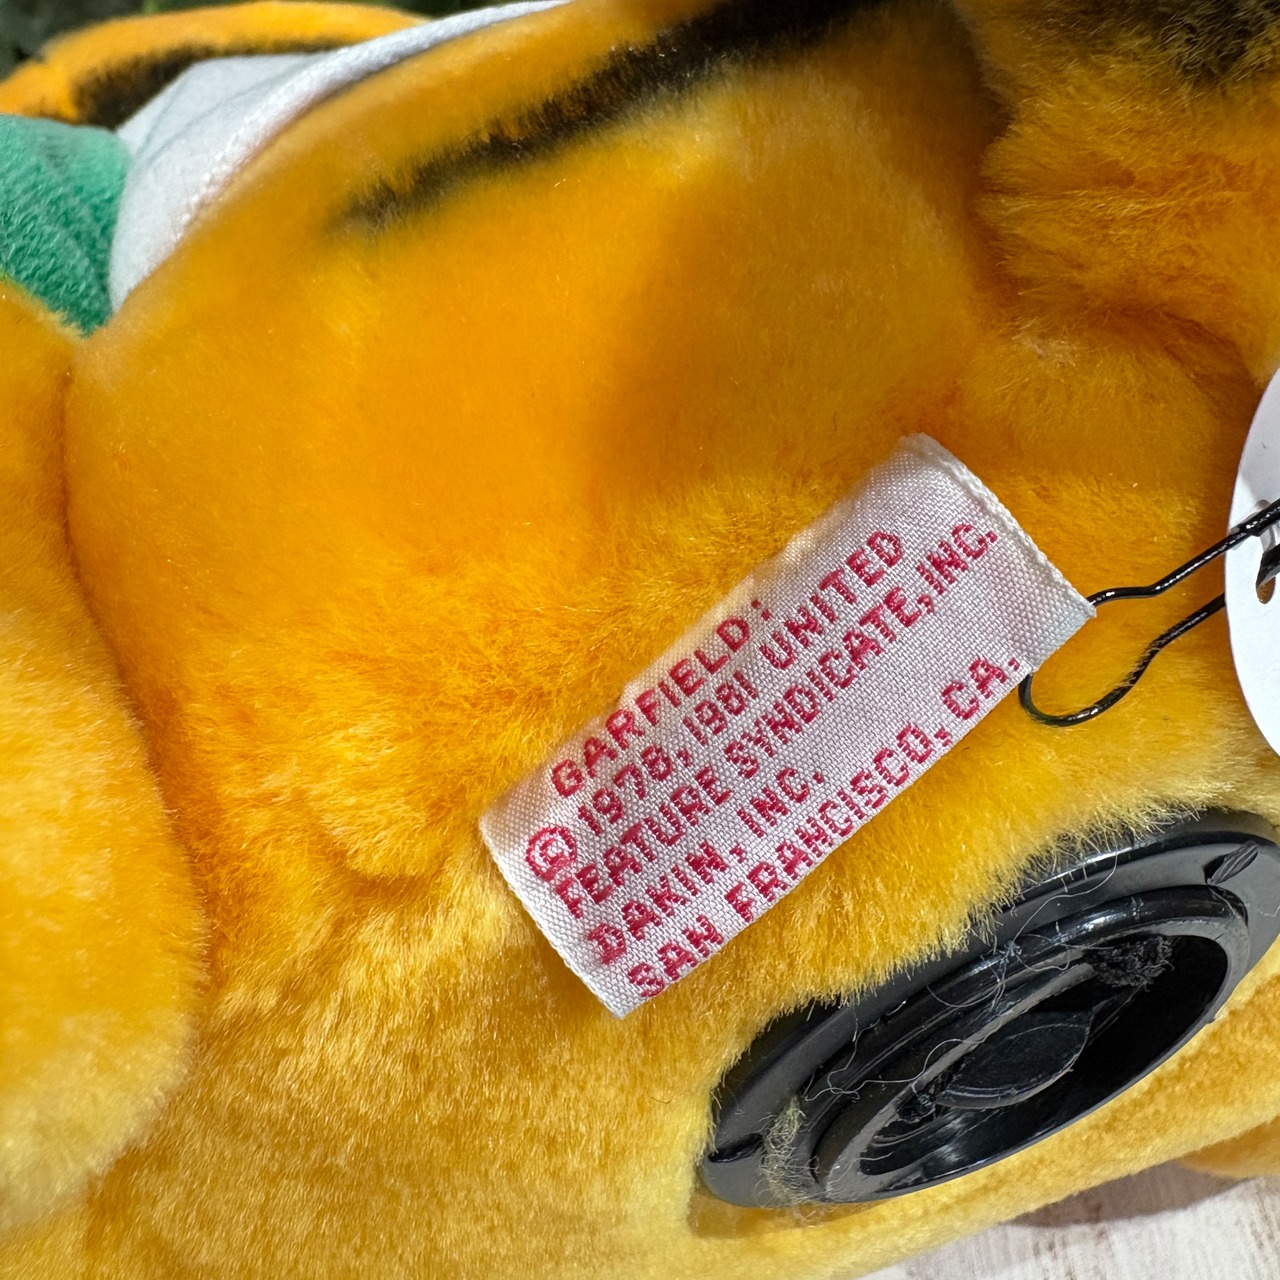 GARFIELD:
© 1978, 1981 UNITED
FEATURE SYNDICATE, INC.
DAKIN, INC.
SAN FRANCISCO, CA.